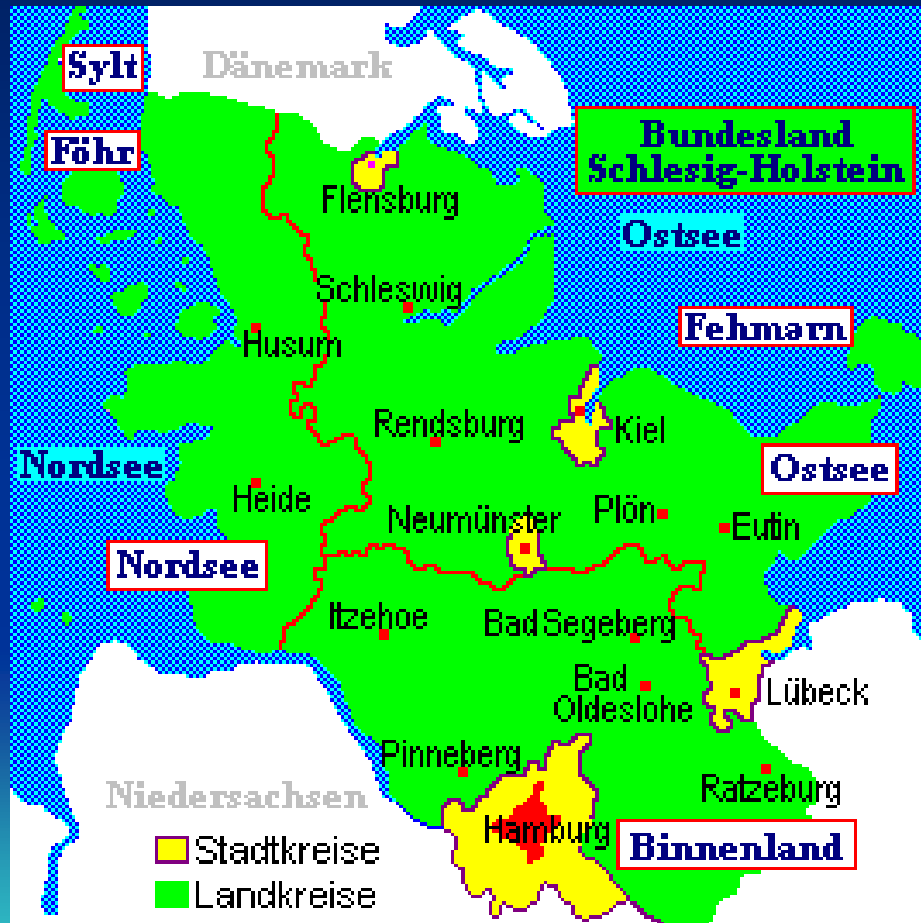 Sylt
Dänemark
Föhr
Bundesland
Schlesig-Holstein
Flensburg
Ostsee
Schleswig
Fehmarn
Husum
Rendsburg
Kiel
Nordsee
Ostsee
Heide
Neumünster
Plön
Eutin
Nordsee
Itzehoe
Bad Segeberg
Bad
Oldeslohe
Lübeck
Pinneberg
Ratzeburg
Niedersachsen
Hamburg
Binnenland
Stadtkreise
Landkreise